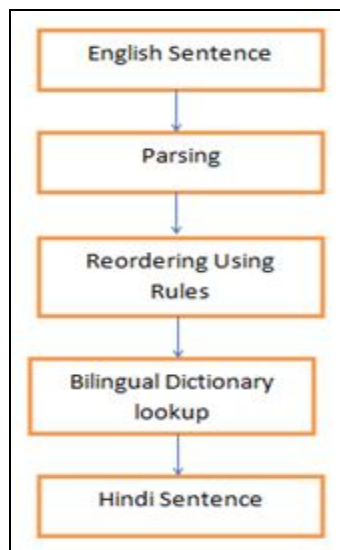 English Sentence
Parsing
Reordering Using
Rules
Bilingual Dictionary
lookup
Hindi Sentence